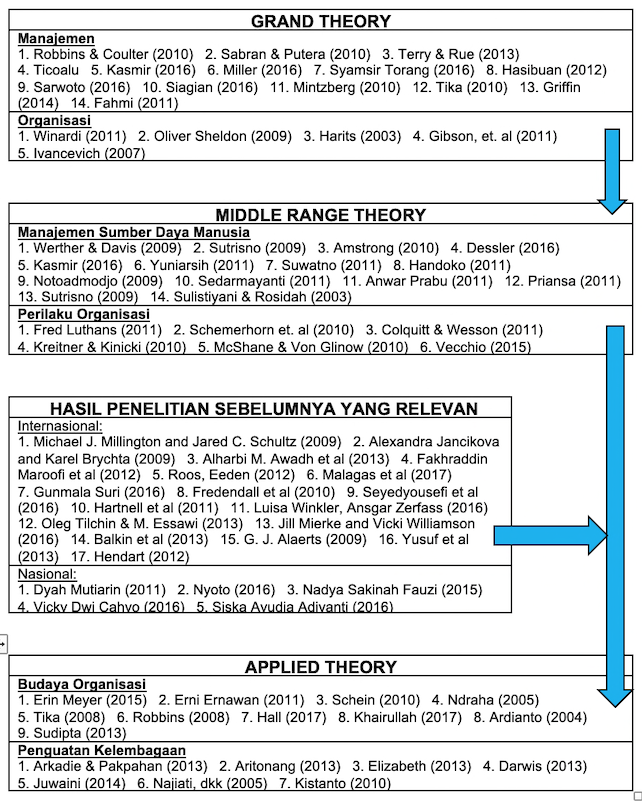 GRAND THEORY
Manajemen
1. Robbins & Coulter (2010) 2. Sabran & Putera (2010) 3. Terry & Rue (2013)
4. Ticoalu 5. Kasmir (2016) 6. Miller (2016) 7. Syamsir Torang (2016) 8. Hasibuan (2012)
9. Sarwoto (2016) 10. Siagian (2016) 11. Mintzberg (2010) 12. Tika (2010) 13. Griffin
(2014) 14. Fahmi (2011)
Organisasi
1. Winardi (2011) 2. Oliver Sheldon (2009) 3. Harits (2003) 4. Gibson, et. al (2011)
5. Ivancevich (2007)
MIDDLE RANGE THEORY
Manajemen Sumber Daya Manusia
1. Werther & Davis (2009) 2. Sutrisno (2009) 3. Amstrong (2010) 4. Dessler (2016)
5. Kasmir (2016) 6. Yuniarsih (2011) 7. Suwatno (2011) 8. Handoko (2011)
9. Notoadmodjo (2009) 10. Sedarmayanti (2011) 11. Anwar Prabu (2011) 12. Priansa (2011)
13. Sutrisno (2009) 14. Sulistiyani & Rosidah (2003)
Perilaku Organisasi
1. Fred Luthans (2011) 2. Schemerhorn et. al (2010) 3. Colquitt & Wesson (2011)
4. Kreitner & Kinicki (2010) 5. McShane & Von Glinow (2010) 6. Vecchio (2015)
HASIL PENELITIAN SEBELUMNYA YANG RELEVAN
Internasional:
1. Michael J. Millington and Jared C. Schultz (2009) 2. Alexandra Jancikova
and Karel Brychta (2009) 3. Alharbi M. Awadh et al (2013) 4. Fakhraddin
Maroofi et al (2012) 5. Roos, Eeden (2012) 6. Malagas et al (2017)
7. Gunmala Suri (2016) 8. Fredendall et al (2010) 9. Seyedyousefi et al
(2016) 10. Hartnell et al (2011) 11. Luisa Winkler, Ansgar Zerfass (2016)
12. Oleg Tilchin & M. Essawi (2013) 13. Jill Mierke and Vicki Williamson
(2016) 14. Balkin et al (2013) 15. G. J. Alaerts (2009) 16. Yusuf et al
(2013) 17. Hendart (2012)
Nasional:
1. Dyah Mutiarin (2011) 2. Nyoto (2016) 3. Nadya Sakinah Fauzi (2015)
4. Vicky Dwi Cahyo (2016) 5. Siska Ayudia Adiyanti (2016)
APPLIED THEORY
Budaya Organisasi
1. Erin Meyer (2015) 2. Erni Ernawan (2011) 3. Schein (2010) 4. Ndraha (2005)
5. Tika (2008) 6. Robbins (2008) 7. Hall (2017) 8. Khairullah (2017) 8. Ardianto (2004)
9. Sudipta (2013)
Penguatan Kelembagaan
1. Arkadie & Pakpahan (2013) 2. Aritonang (2013) 3. Elizabeth (2013) 4. Darwis (2013)
5. Juwaini (2014) 6. Najiati, dkk (2005) 7. Kistanto (2010)